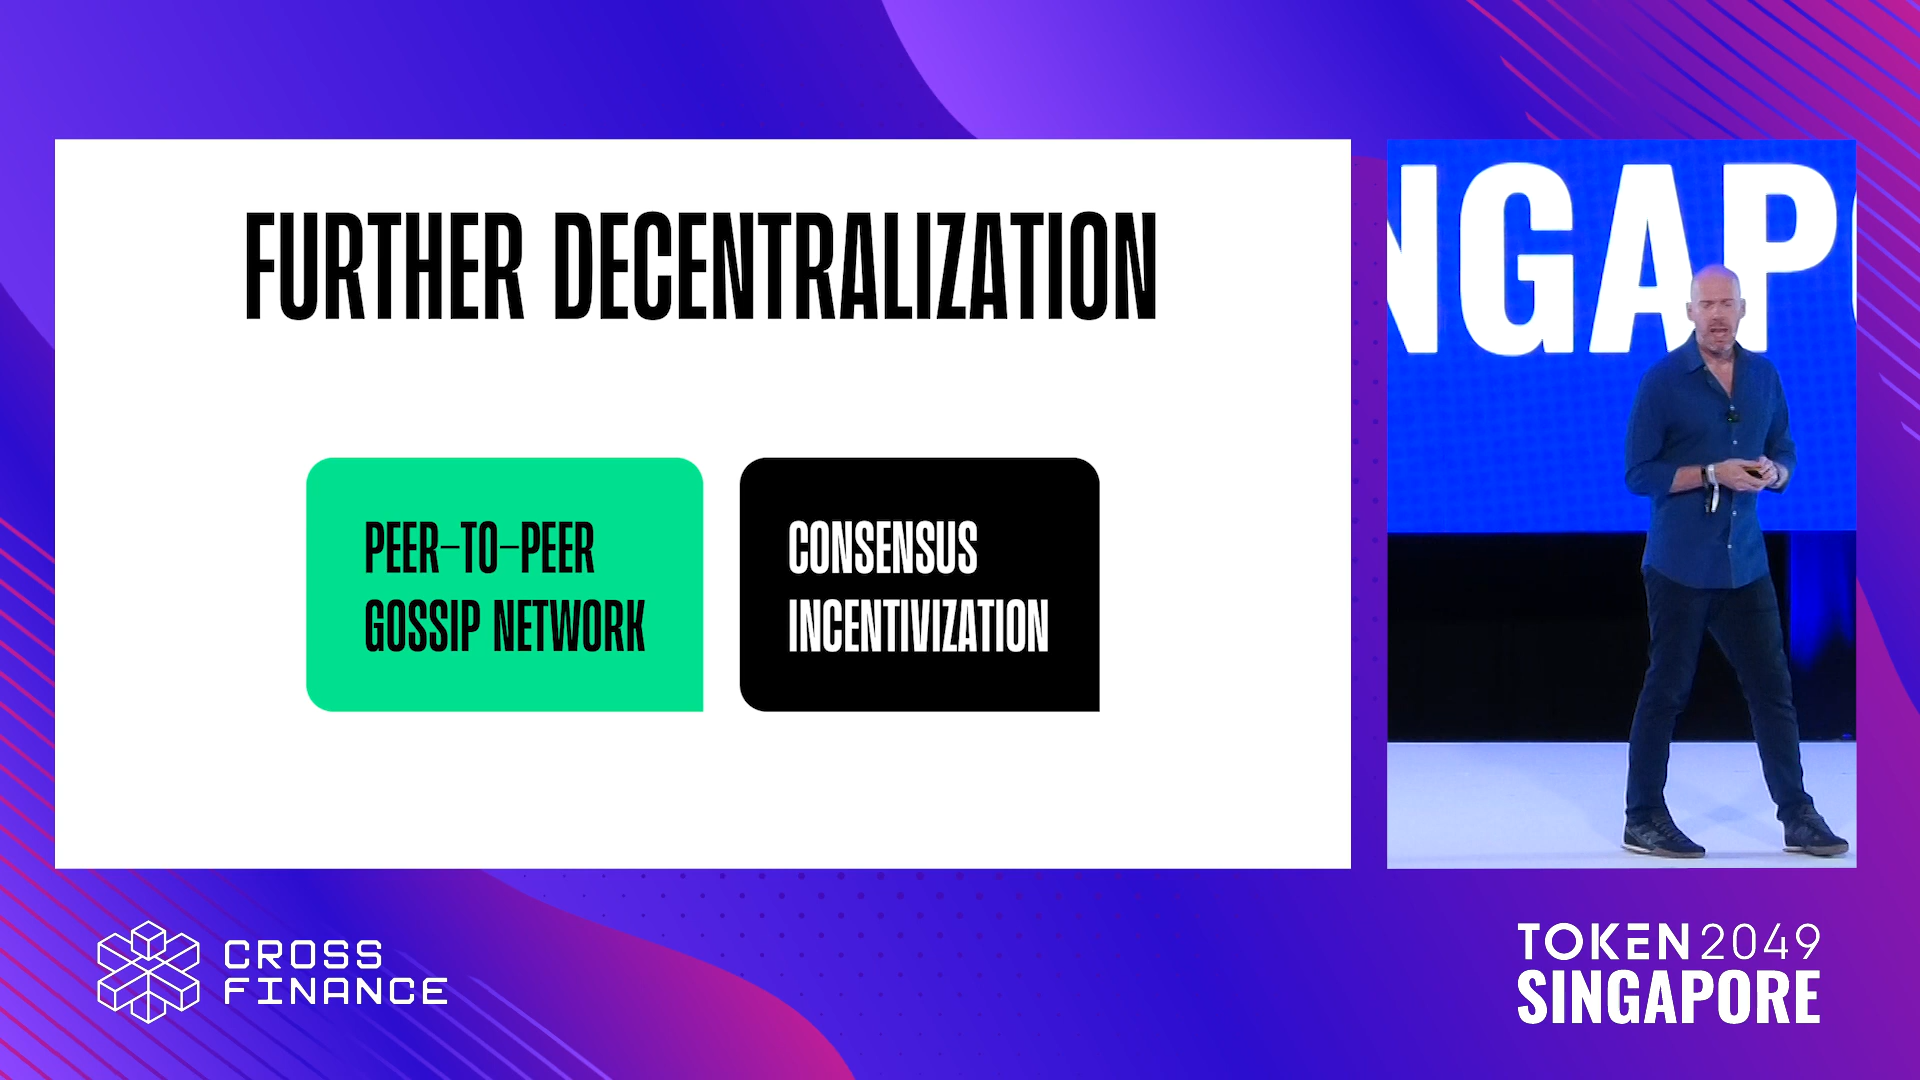 FURTHER DECENTRALIZATION
PEER-TO-PEER
GOSSIP NETWORK
CONSENSUS
INCENTIVIZATION
NGAP
CROSS
FINANCE
TOKEN2049
SINGAPORE